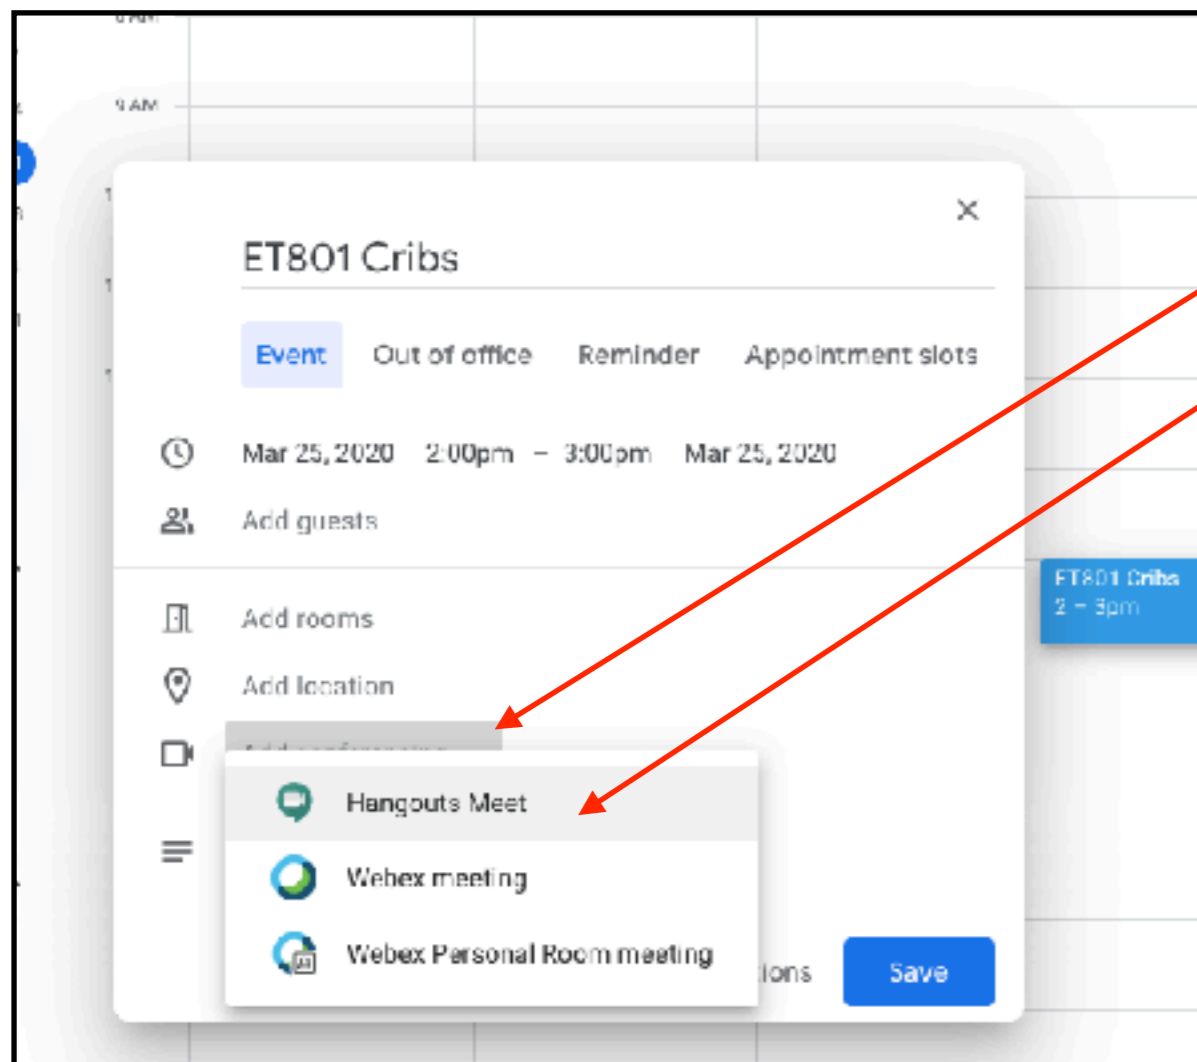 9 AM
ET801 Cribs
Event Out of office Reminder Appointment slots
Mar 25, 2020 2:00pm – 3:00pm Mar 25, 2020
Add guests
ET801 Cribs
2 – 3pm
Add rooms
Add location
Hangouts Meet
Webex meeting
Webex Personal Room meeting
Save